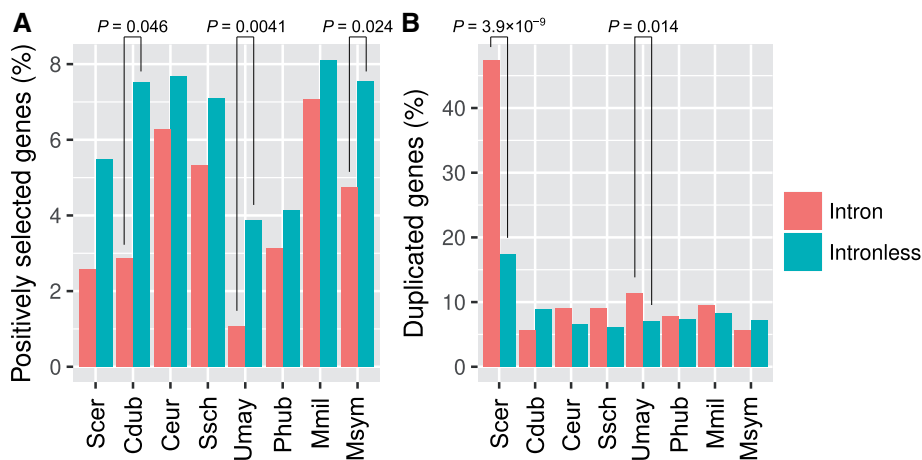 A
P = 0.046
P = 0.0041
P = 0.024
Positively selected genes (%)
8
6
4
2
0
Scer
Cdub
Ceur
Ssch
Umay
Phub
Mmil
Msym
B
P = 3.9×10⁻⁹
P = 0.014
Duplicated genes (%)
40
30
20
10
0
Scer
Cdub
Ceur
Ssch
Umay
Phub
Mmil
Msym
Intron
Intronless